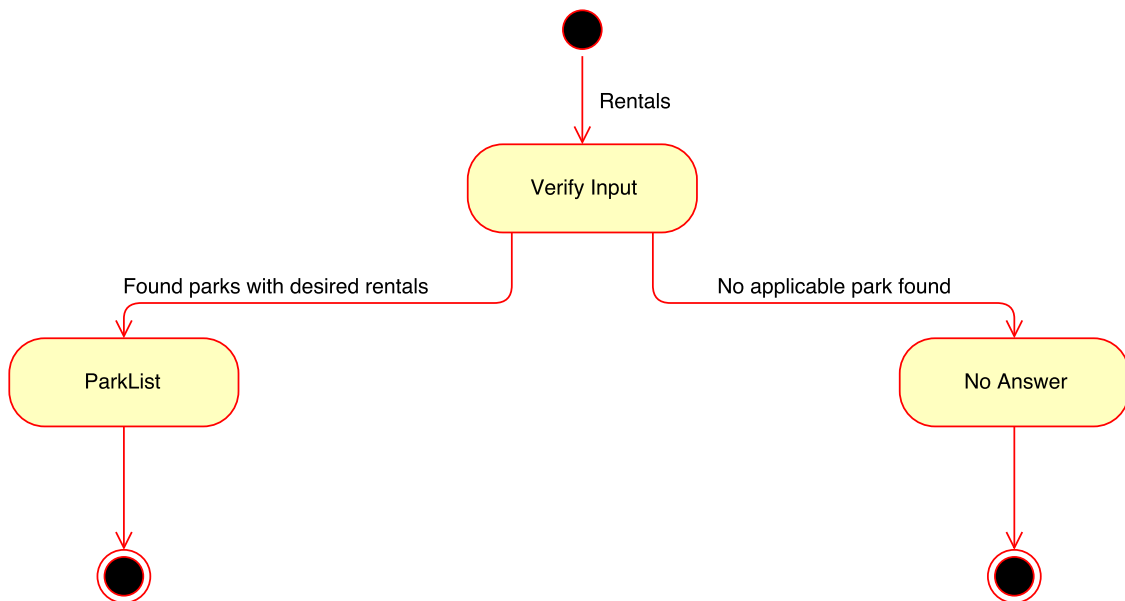 Rentals
Verify Input
Found parks with desired rentals
No applicable park found
ParkList
No Answer